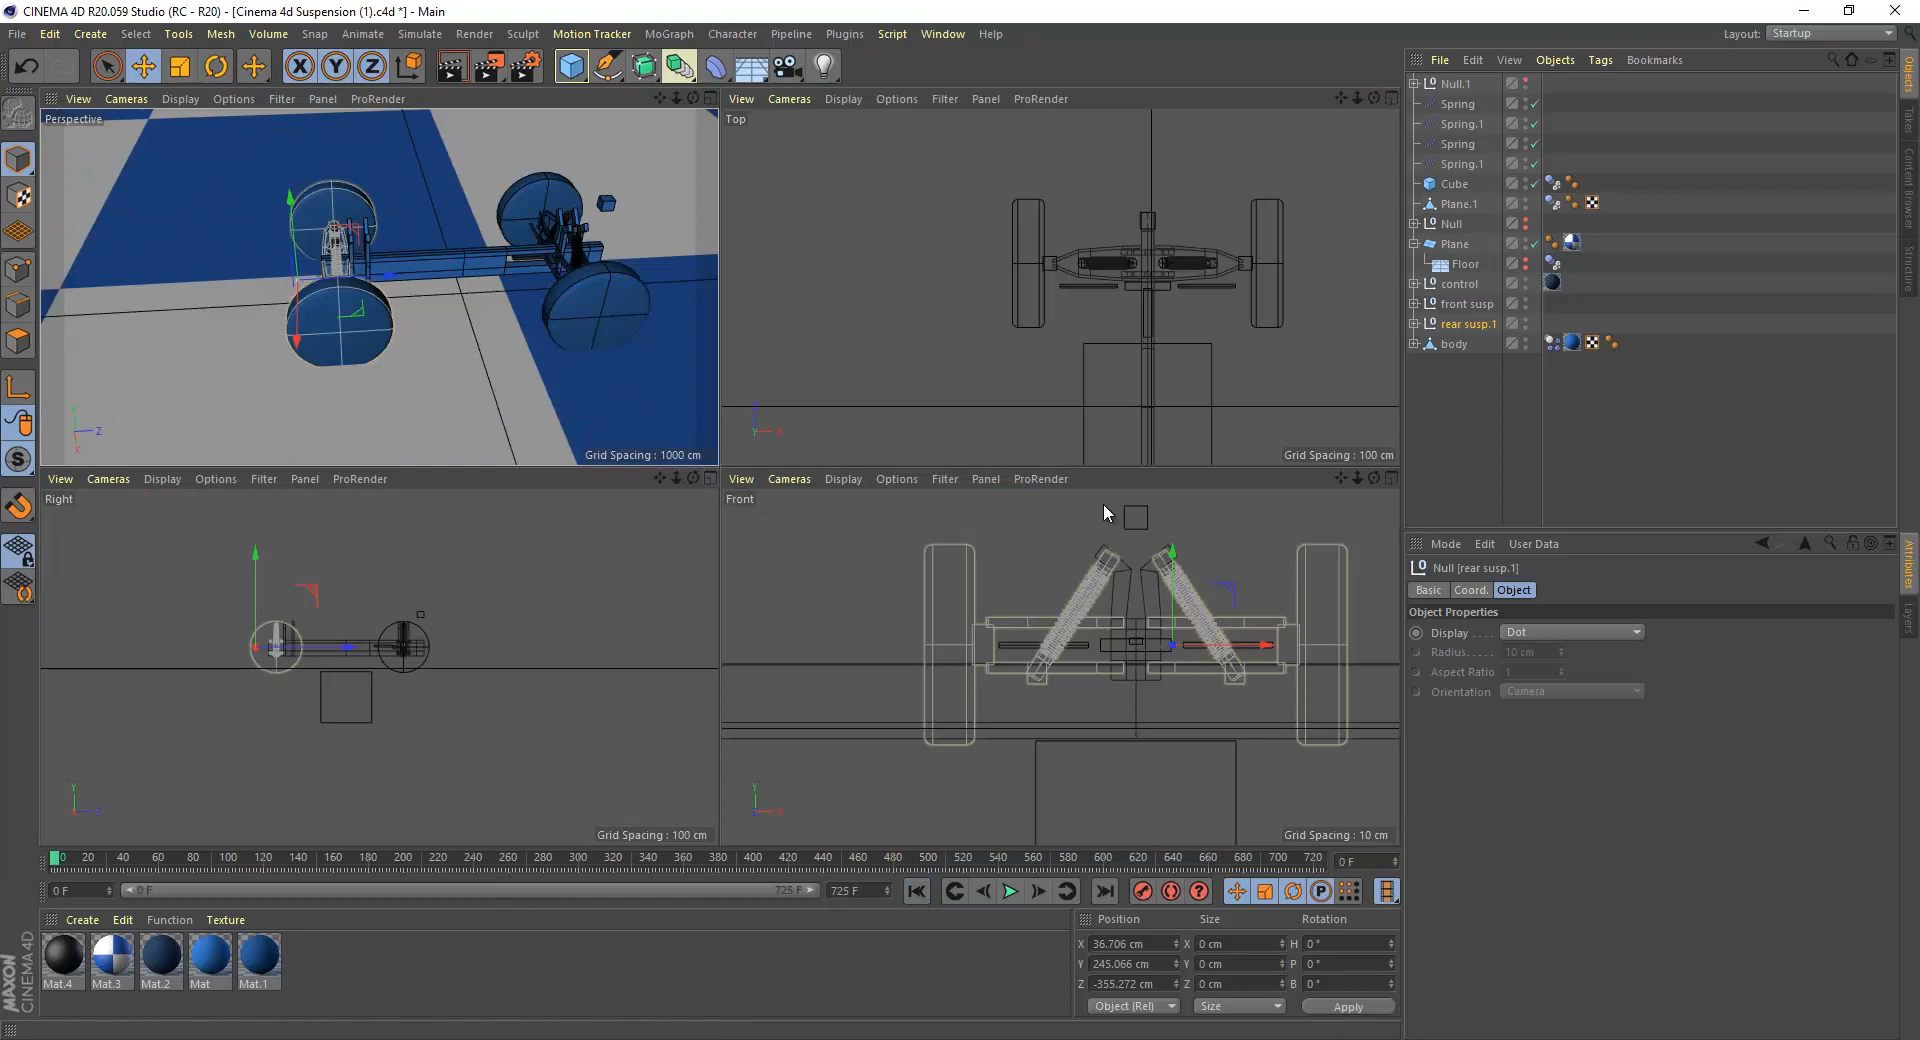 CINEMA 4D R20.059 Studio (RC - R20) - [Cinema 4d Suspension (1).c4d *] - Main
File Edit Create Select Tools Mesh Volume Snap Animate Simulate Render Sculpt Motion Tracker MoGraph Character Pipeline Plugins Script Window Help Layout: Startup
View Cameras Display Options Filter Panel ProRender
Perspective
Grid Spacing : 1000 cm
Y
Z
X
View Cameras Display Options Filter Panel ProRender
Top
Grid Spacing : 100 cm
View Cameras Display Options Filter Panel ProRender
Right
Grid Spacing : 100 cm
Y
View Cameras Display Options Filter Panel ProRender
Front
Grid Spacing : 10 cm
Y
0 20 40 60 80 100 120 140 160 180 200 220 240 260 280 300 320 340 360 380 400 420 440 460 480 500 520 540 560 580 600 620 640 660 680 700 720 0 F
0 F 0 F 725 F 725 F
Create Edit Function Texture
Mat.4 Mat.3 Mat.2 Mat Mat.1
MAXON
CINEMA 4D
Position Size Rotation
X 36.706 cm X 0 cm H 0 °
Y 245.066 cm Y 0 cm P 0 °
Z -355.272 cm Z 0 cm B 0 °
Object (Rel) Size Apply
File Edit View Objects Tags Bookmarks
Null.1
Spring
Spring.1
Spring
Spring.1
Cube
Plane.1
Null
Plane
Floor
control
front susp
rear susp.1
body
Objects
Takes
Content Browser
Structure
Mode Edit User Data
Null [rear susp.1]
Basic Coord. Object
Object Properties
Display . . . . Dot
Radius. . . . . 10 cm
Aspect Ratio 1
Orientation Camera
Attributes
Layers